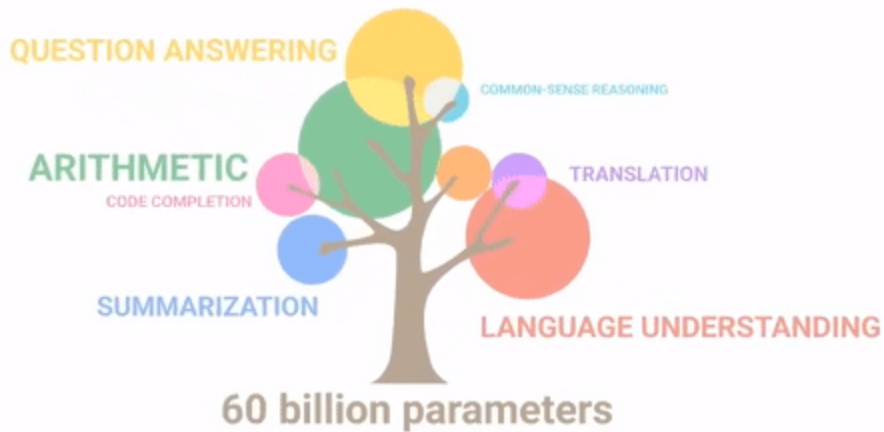 QUESTION ANSWERING
COMMON-SENSE REASONING
ARITHMETIC
TRANSLATION
CODE COMPLETION
SUMMARIZATION
LANGUAGE UNDERSTANDING
60 billion parameters